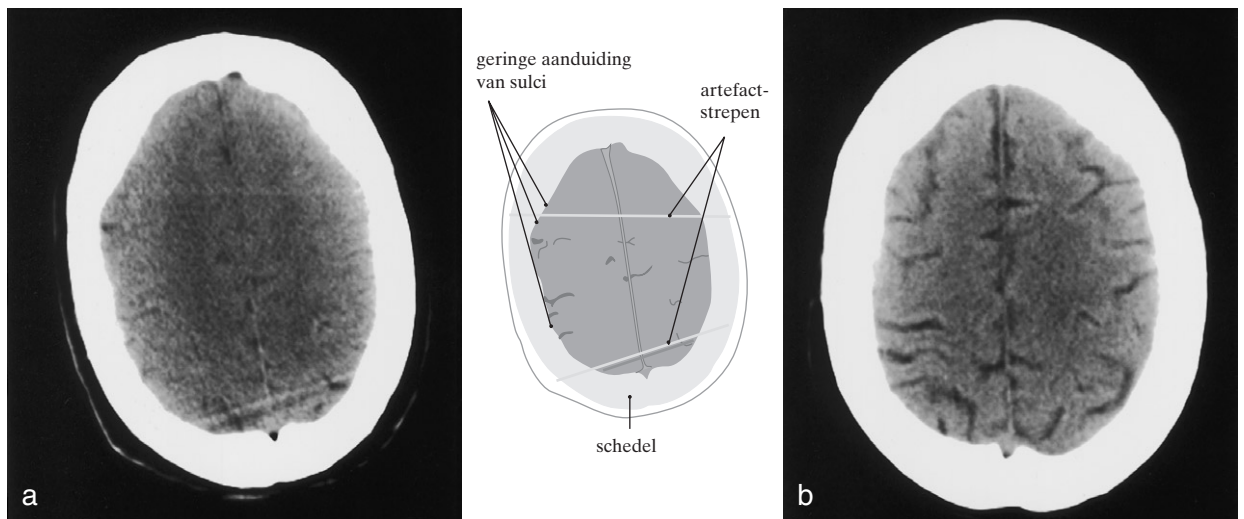 geringe aanduiding
van sulci
artefact-
strepen
schedel
a
b